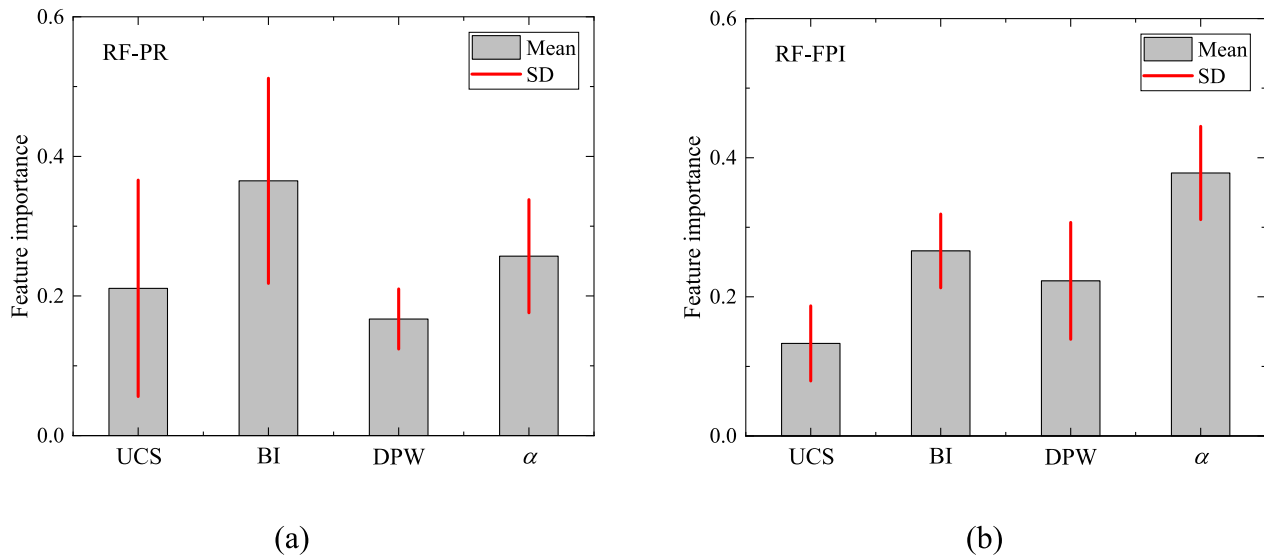 RF-PR
Mean
SD
Feature importance
0.6
0.4
0.2
0.0
UCS BI DPW α
(a)
RF-FPI
Mean
SD
Feature importance
0.6
0.4
0.2
0.0
UCS BI DPW α
(b)